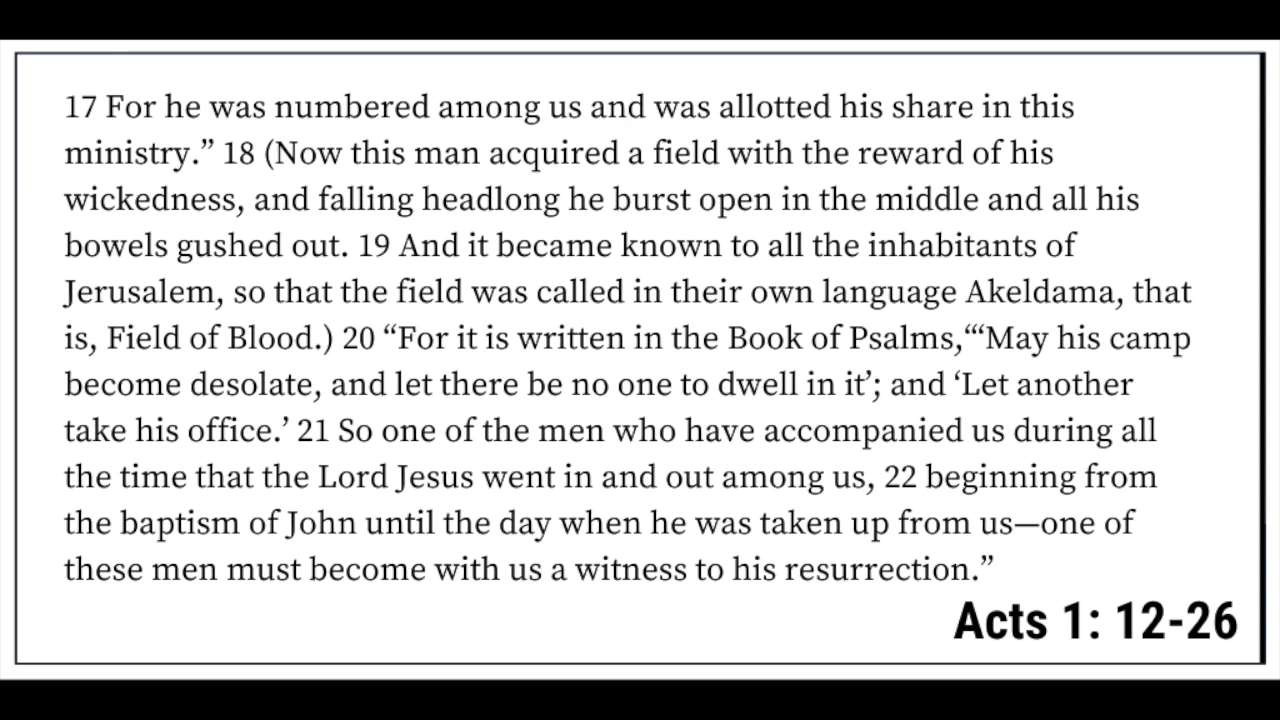 17 For he was numbered among us and was allotted his share in this
ministry.” 18 (Now this man acquired a field with the reward of his
wickedness, and falling headlong he burst open in the middle and all his
bowels gushed out. 19 And it became known to all the inhabitants of
Jerusalem, so that the field was called in their own language Akeldama, that
is, Field of Blood.) 20 “For it is written in the Book of Psalms,“‘May his camp
become desolate, and let there be no one to dwell in it’; and ‘Let another
take his office.’ 21 So one of the men who have accompanied us during all
the time that the Lord Jesus went in and out among us, 22 beginning from
the baptism of John until the day when he was taken up from us—one of
these men must become with us a witness to his resurrection.”
Acts 1: 12-26